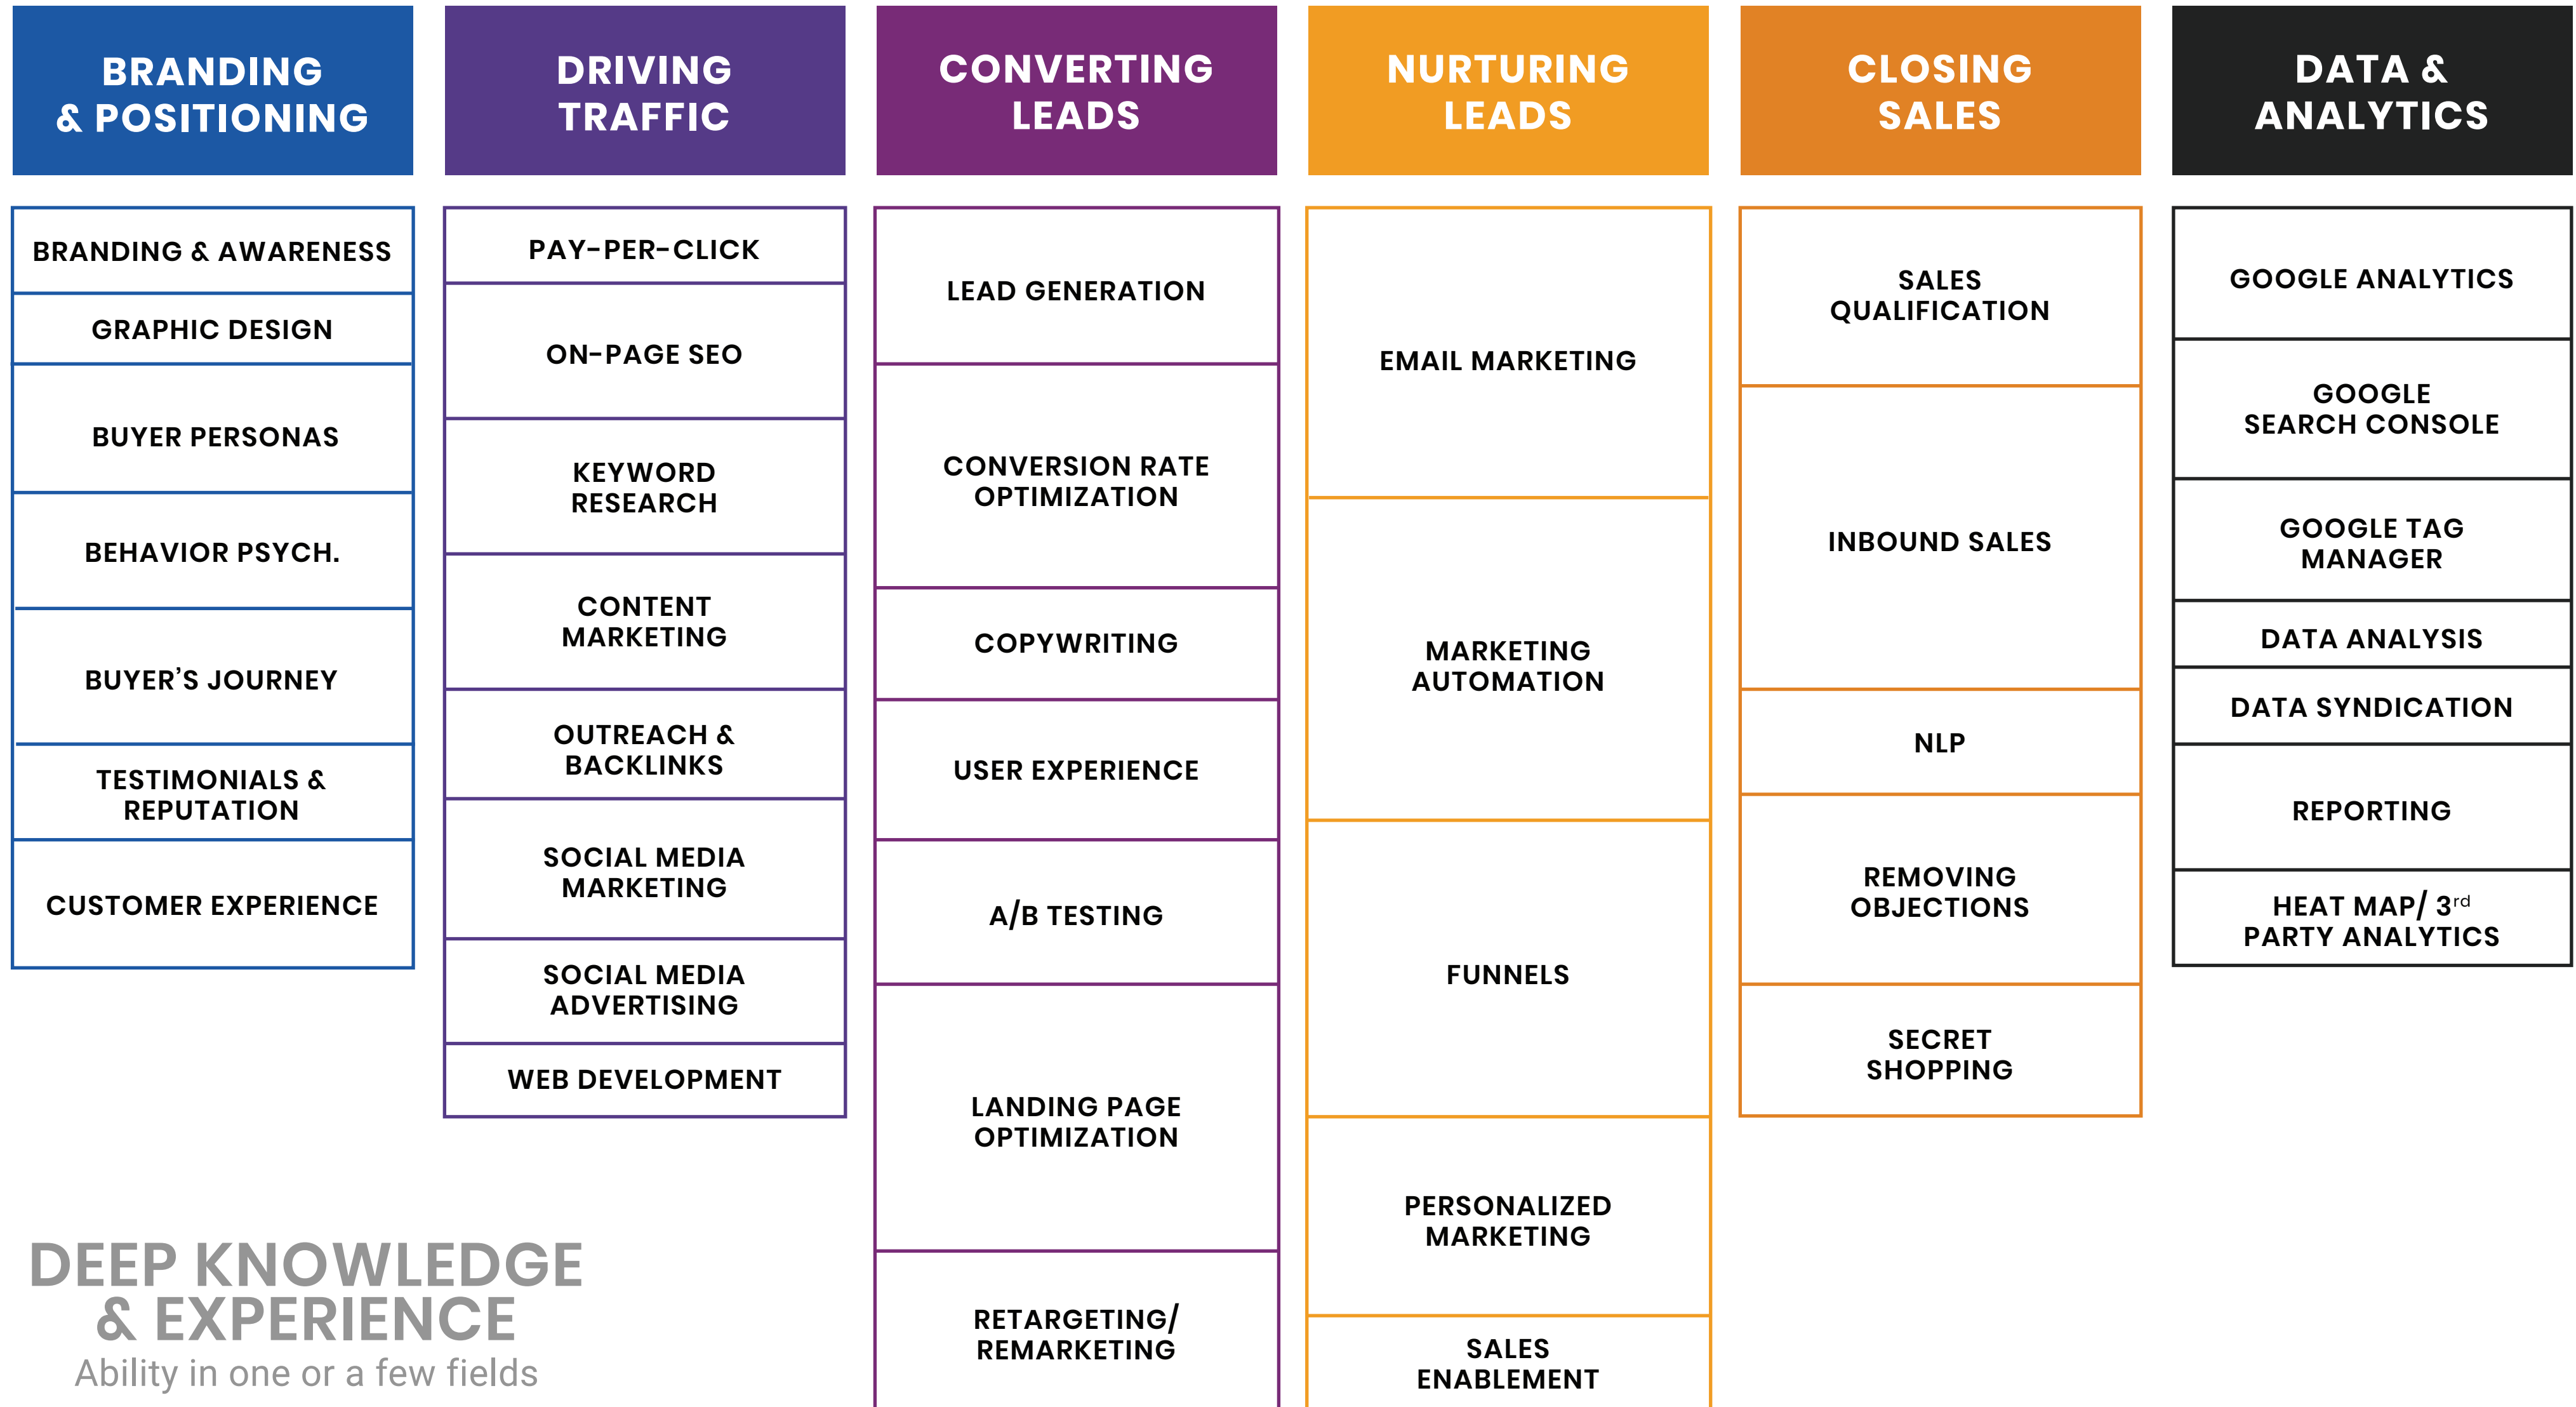 BRANDING
& POSITIONING
BRANDING & AWARENESS
GRAPHIC DESIGN
BUYER PERSONAS
BEHAVIOR PSYCH.
BUYER’S JOURNEY
TESTIMONIALS &
REPUTATION
CUSTOMER EXPERIENCE
DRIVING
TRAFFIC
PAY-PER-CLICK
ON-PAGE SEO
KEYWORD
RESEARCH
CONTENT
MARKETING
OUTREACH &
BACKLINKS
SOCIAL MEDIA
MARKETING
SOCIAL MEDIA
ADVERTISING
WEB DEVELOPMENT
CONVERTING
LEADS
LEAD GENERATION
CONVERSION RATE
OPTIMIZATION
COPYWRITING
USER EXPERIENCE
A/B TESTING
LANDING PAGE
OPTIMIZATION
RETARGETING/
REMARKETING
NURTURING
LEADS
EMAIL MARKETING
MARKETING
AUTOMATION
FUNNELS
PERSONALIZED
MARKETING
SALES
ENABLEMENT
CLOSING
SALES
SALES
QUALIFICATION
INBOUND SALES
NLP
REMOVING
OBJECTIONS
SECRET
SHOPPING
DATA &
ANALYTICS
GOOGLE ANALYTICS
GOOGLE
SEARCH CONSOLE
GOOGLE TAG
MANAGER
DATA ANALYSIS
DATA SYNDICATION
REPORTING
HEAT MAP/ 3rd
PARTY ANALYTICS
DEEP KNOWLEDGE
& EXPERIENCE
Ability in one or a few fields